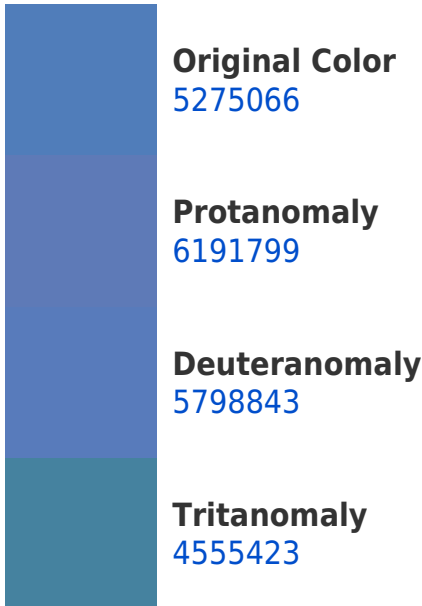 Original Color
5275066
Protanomaly
6191799
Deuteranomaly
5798843
Tritanomaly
4555423